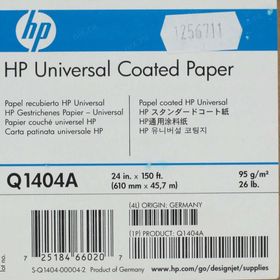 hp
1256711
HP Universal Coated Paper
Papel recubierto HP Universal
HP Gestrichenes Papier – Universal
Papier couché universel HP
Carta patinata universale HP
Papel coated HP Universal
HP スタンダードコート紙
HP通用涂料纸
HP 유니버설 코팅지
Q1404A
24 in. x 150 ft.
(610 mm x 45,7 m)
95 g/m²
26 lb.
(4L) ORIGIN: GERMANY
(1P) PRODUCT: Q1404A
7 25184 66020 7
S-Q1404-00004-2
MADE IN GERMANY
www.hp.com/go/designjet/supplies